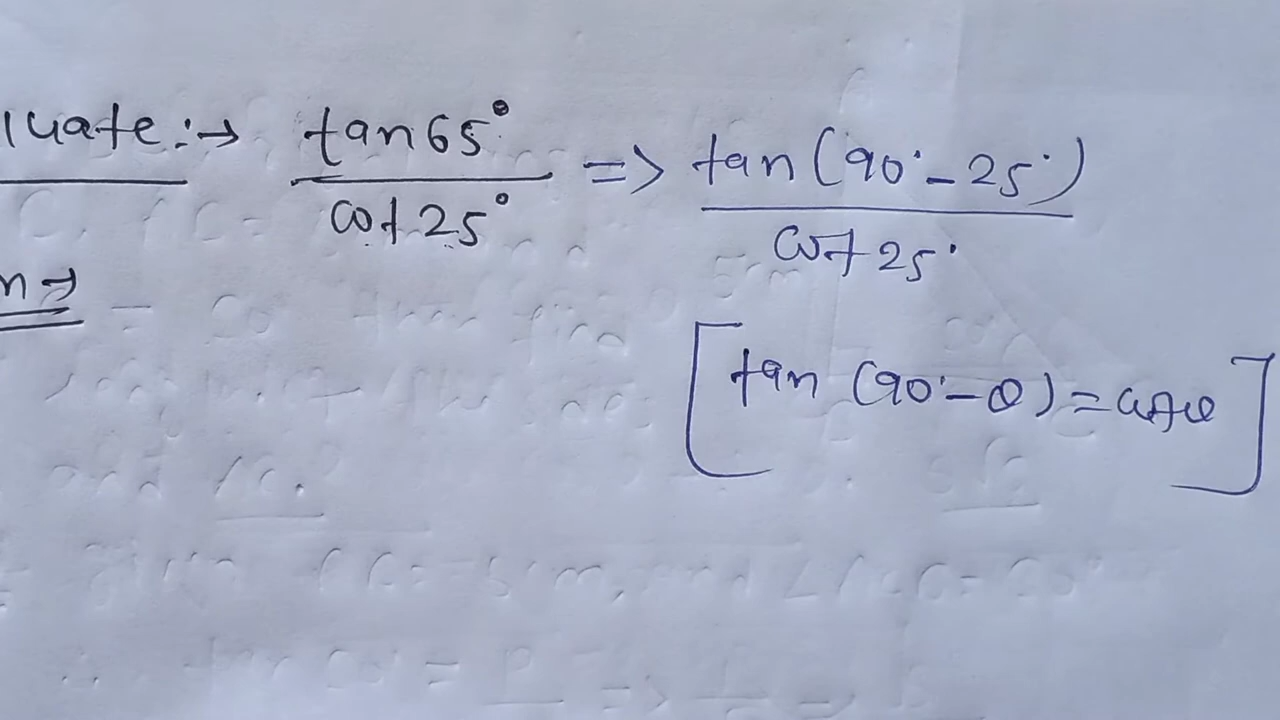 luate:→ tan65° / cot25° => tan(90°-25°) / cot25°
n→
[tan (90°-θ)=cotθ]